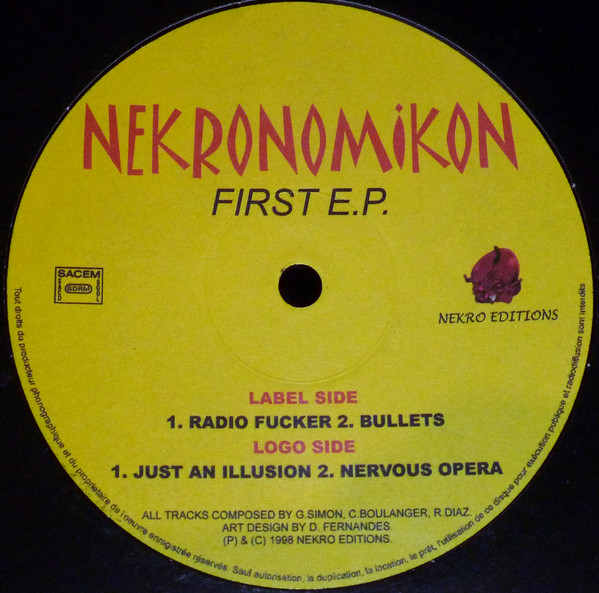 NEKRONOMiKON
FIRST E.P.
SACEM
SDRM
NEKRO EDITIONS
LABEL SIDE
1. RADIO FUCKER 2. BULLETS
LOGO SIDE
1. JUST AN ILLUSION 2. NERVOUS OPERA
ALL TRACKS COMPOSED BY G.SIMON, C.BOULANGER, R.DIAZ.
ART DESIGN BY D. FERNANDES.
(P) & (C) 1998 NEKRO EDITIONS.
Tout droits du producteur phonographique et du proprietaire de l'oeuvre enregistrée réservés. Sauf autorisation, la duplication, la location, le prêt, l'utilisation de ce disque pour exécution publique et radiodiffusion sont interdits